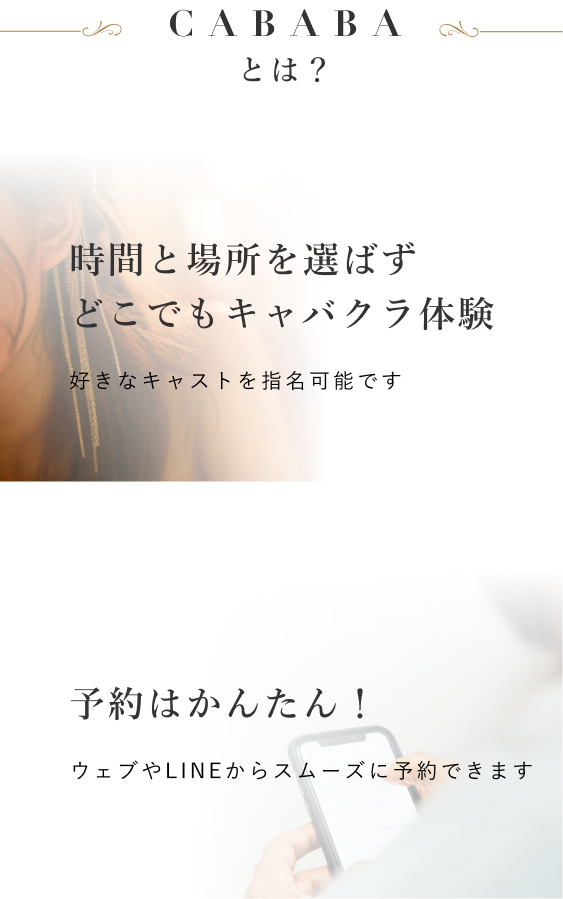 CABABA
とは？
時間と場所を選ばず
どこでもキャバクラ体験
好きなキャストを指名可能です
予約はかんたん！
ウェブやLINEからスムーズに予約できます